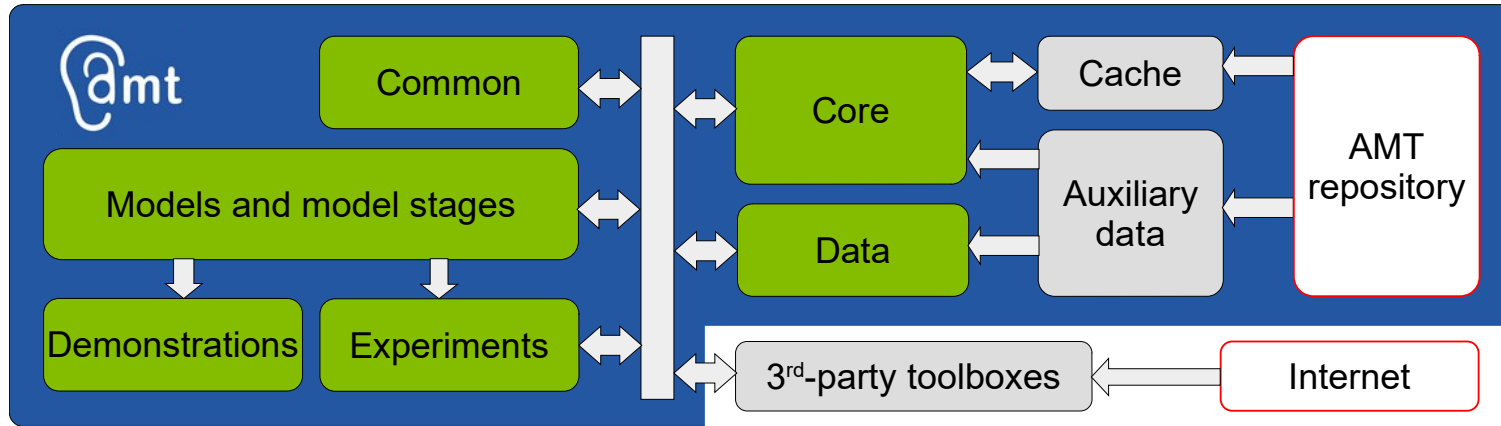 amt
Common
Models and model stages
Demonstrations
Experiments
Core
Data
Cache
Auxiliary
data
AMT
repository
3rd-party toolboxes
Internet